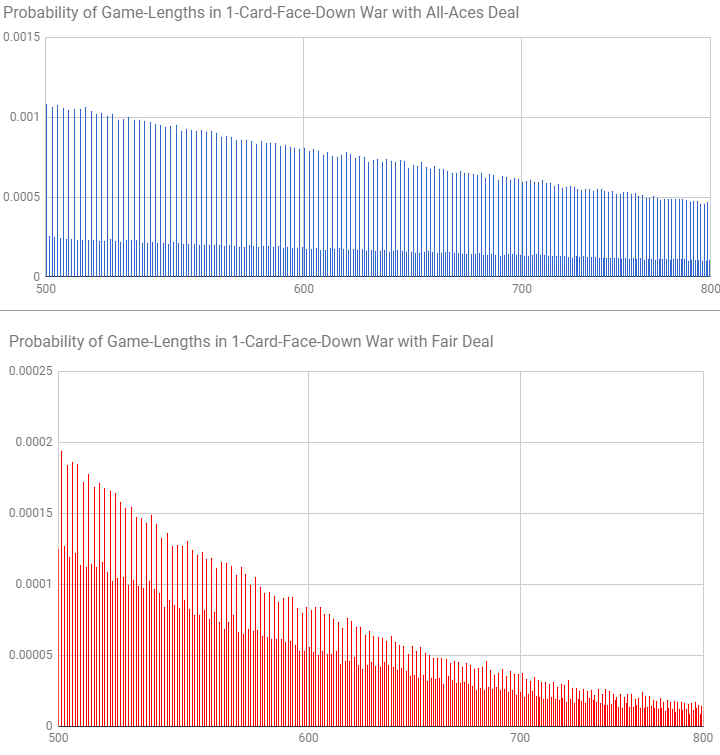 Probability of Game-Lengths in 1-Card-Face-Down War with All-Aces Deal
0.0015
0.001
0.0005
0
500 600 700 800
Probability of Game-Lengths in 1-Card-Face-Down War with Fair Deal
0.00025
0.0002
0.00015
0.0001
0.00005
0
500 600 700 800